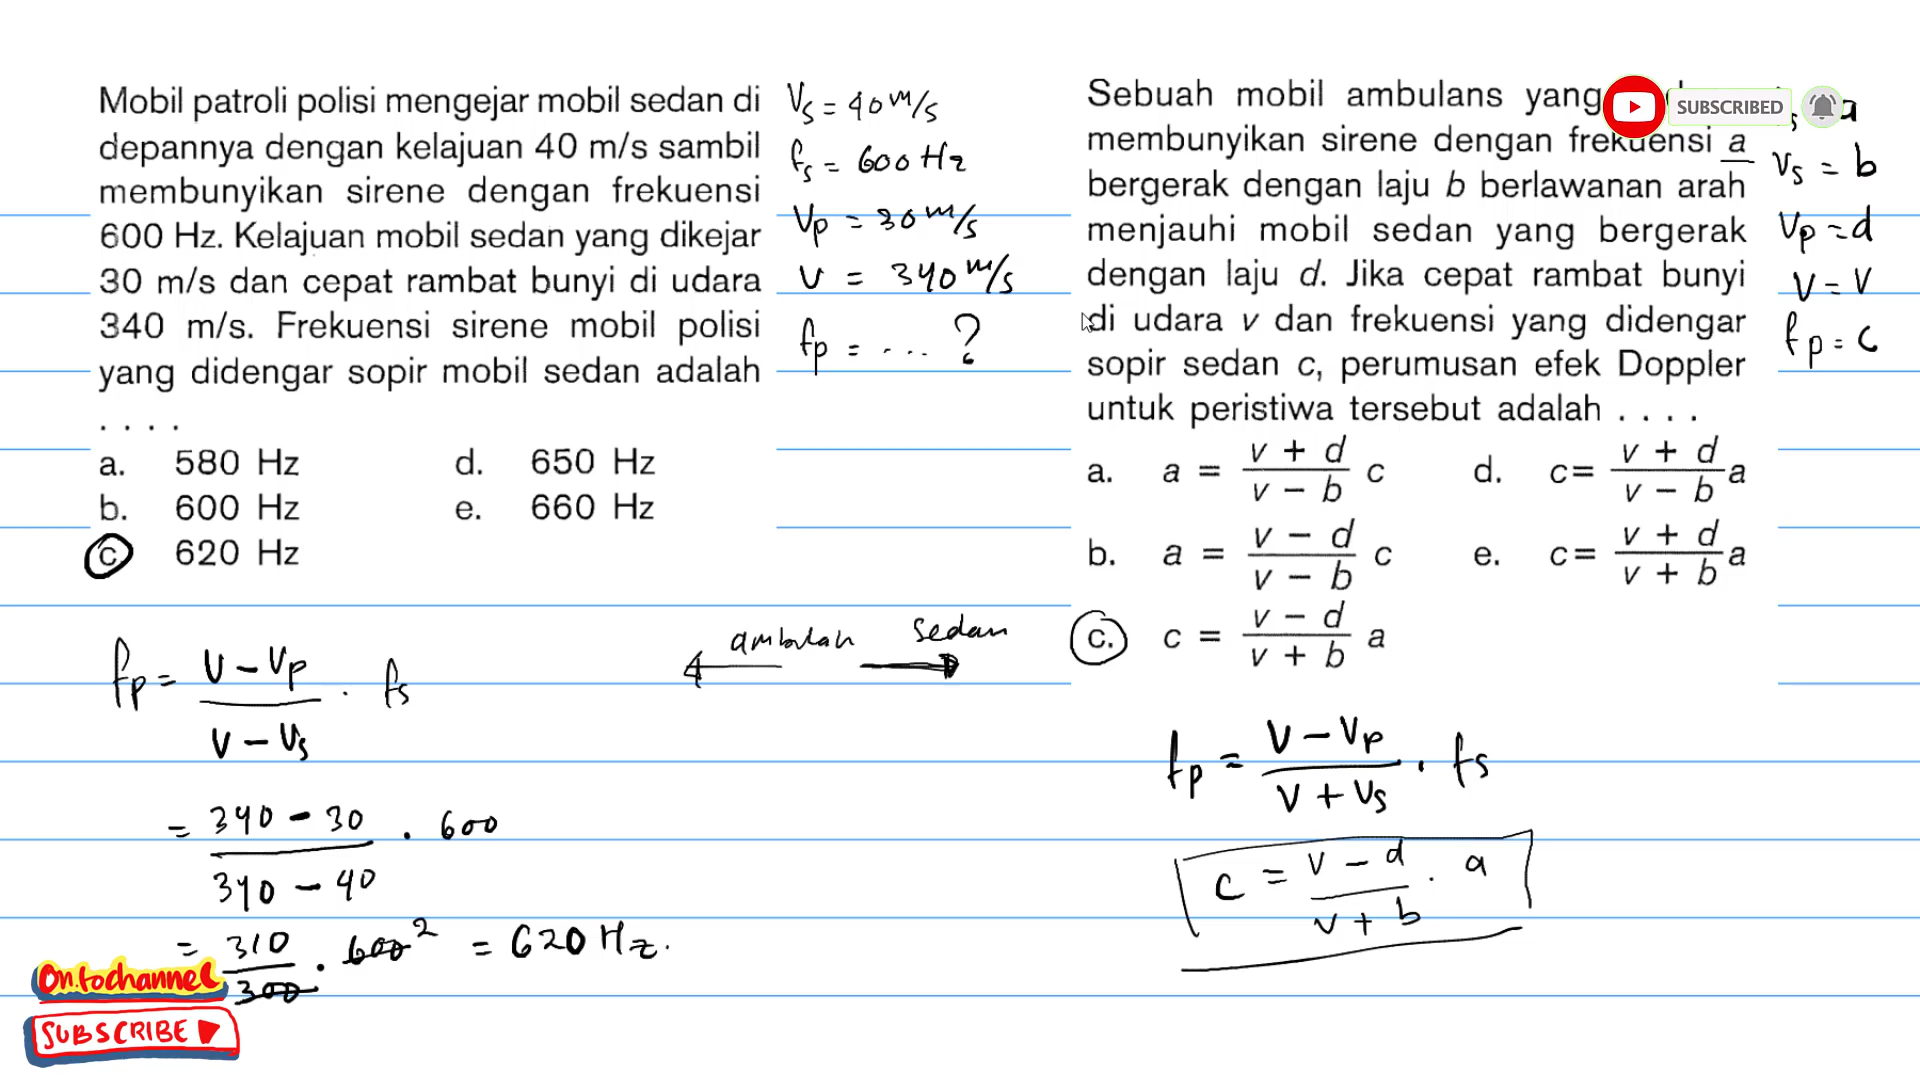 Mobil patroli polisi mengejar mobil sedan di
depannya dengan kelajuan 40 m/s sambil
membunyikan sirene dengan frekuensi
600 Hz. Kelajuan mobil sedan yang dikejar
30 m/s dan cepat rambat bunyi di udara
340 m/s. Frekuensi sirene mobil polisi
yang didengar sopir mobil sedan adalah
. . . .
a. 580 Hz d. 650 Hz
b. 600 Hz e. 660 Hz
c 620 Hz
Vs = 40 m/s
fs = 600 Hz
Vp = 30 m/s
V = 340 m/s
fp = ... ?
fp = V - Vp / V - Vs . fs
= 340 - 30 / 340 - 40 . 600
= 310 / 300 . 600 2 = 620 Hz.
ambulan sedan
Sebuah mobil ambulans yang
membunyikan sirene dengan frekuensi a
bergerak dengan laju b berlawanan arah
menjauhi mobil sedan yang bergerak
dengan laju d. Jika cepat rambat bunyi
di udara v dan frekuensi yang didengar
sopir sedan c, perumusan efek Doppler
untuk peristiwa tersebut adalah . . . .
a. a = v + d / v − b c d. c= v + d / v − b a
b. a = v − d / v − b c e. c= v + d / v + b a
c. c = v − d / v + b a
s a
Vs = b
Vp = d
V = V
fp = c
fp = V - Vp / V + Vs . fs
c = v - d / v + b . a
SUBSCRIBED
On.tochannel
SUBSCRIBE